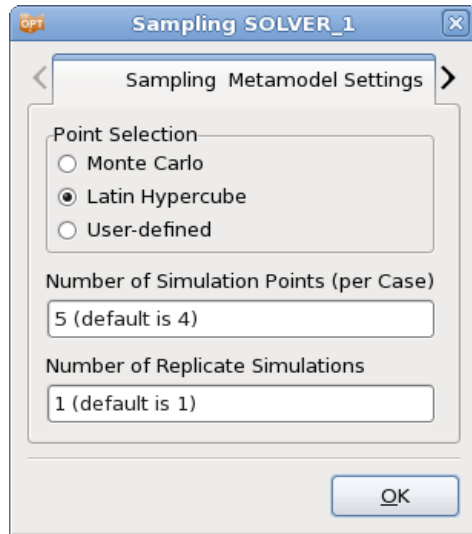 OPT
Sampling SOLVER_1
Sampling Metamodel Settings
Point Selection
Monte Carlo
Latin Hypercube
User-defined
Number of Simulation Points (per Case)
5 (default is 4)
Number of Replicate Simulations
1 (default is 1)
OK